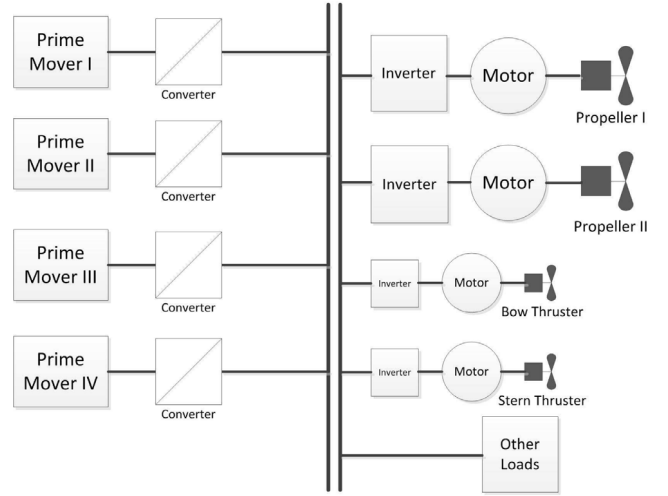 Prime
Mover I
Converter
Prime
Mover II
Converter
Prime
Mover III
Converter
Prime
Mover IV
Converter
Inverter
Motor
Propeller I
Inverter
Motor
Propeller II
Inverter
Motor
Bow Thruster
Inverter
Motor
Stern Thruster
Other
Loads